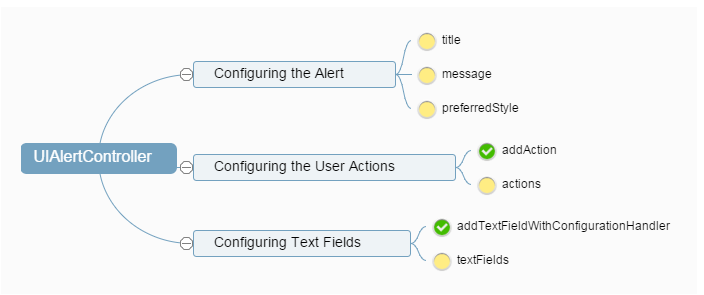 UIAlertController
Configuring the Alert
title
message
preferredStyle
Configuring the User Actions
addAction
actions
Configuring Text Fields
addTextFieldWithConfigurationHandler
textFields